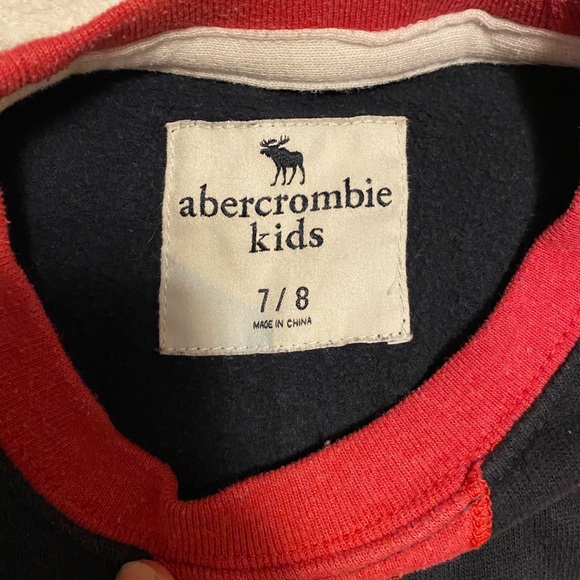 abercrombie
kids
7 / 8
MADE IN CHINA